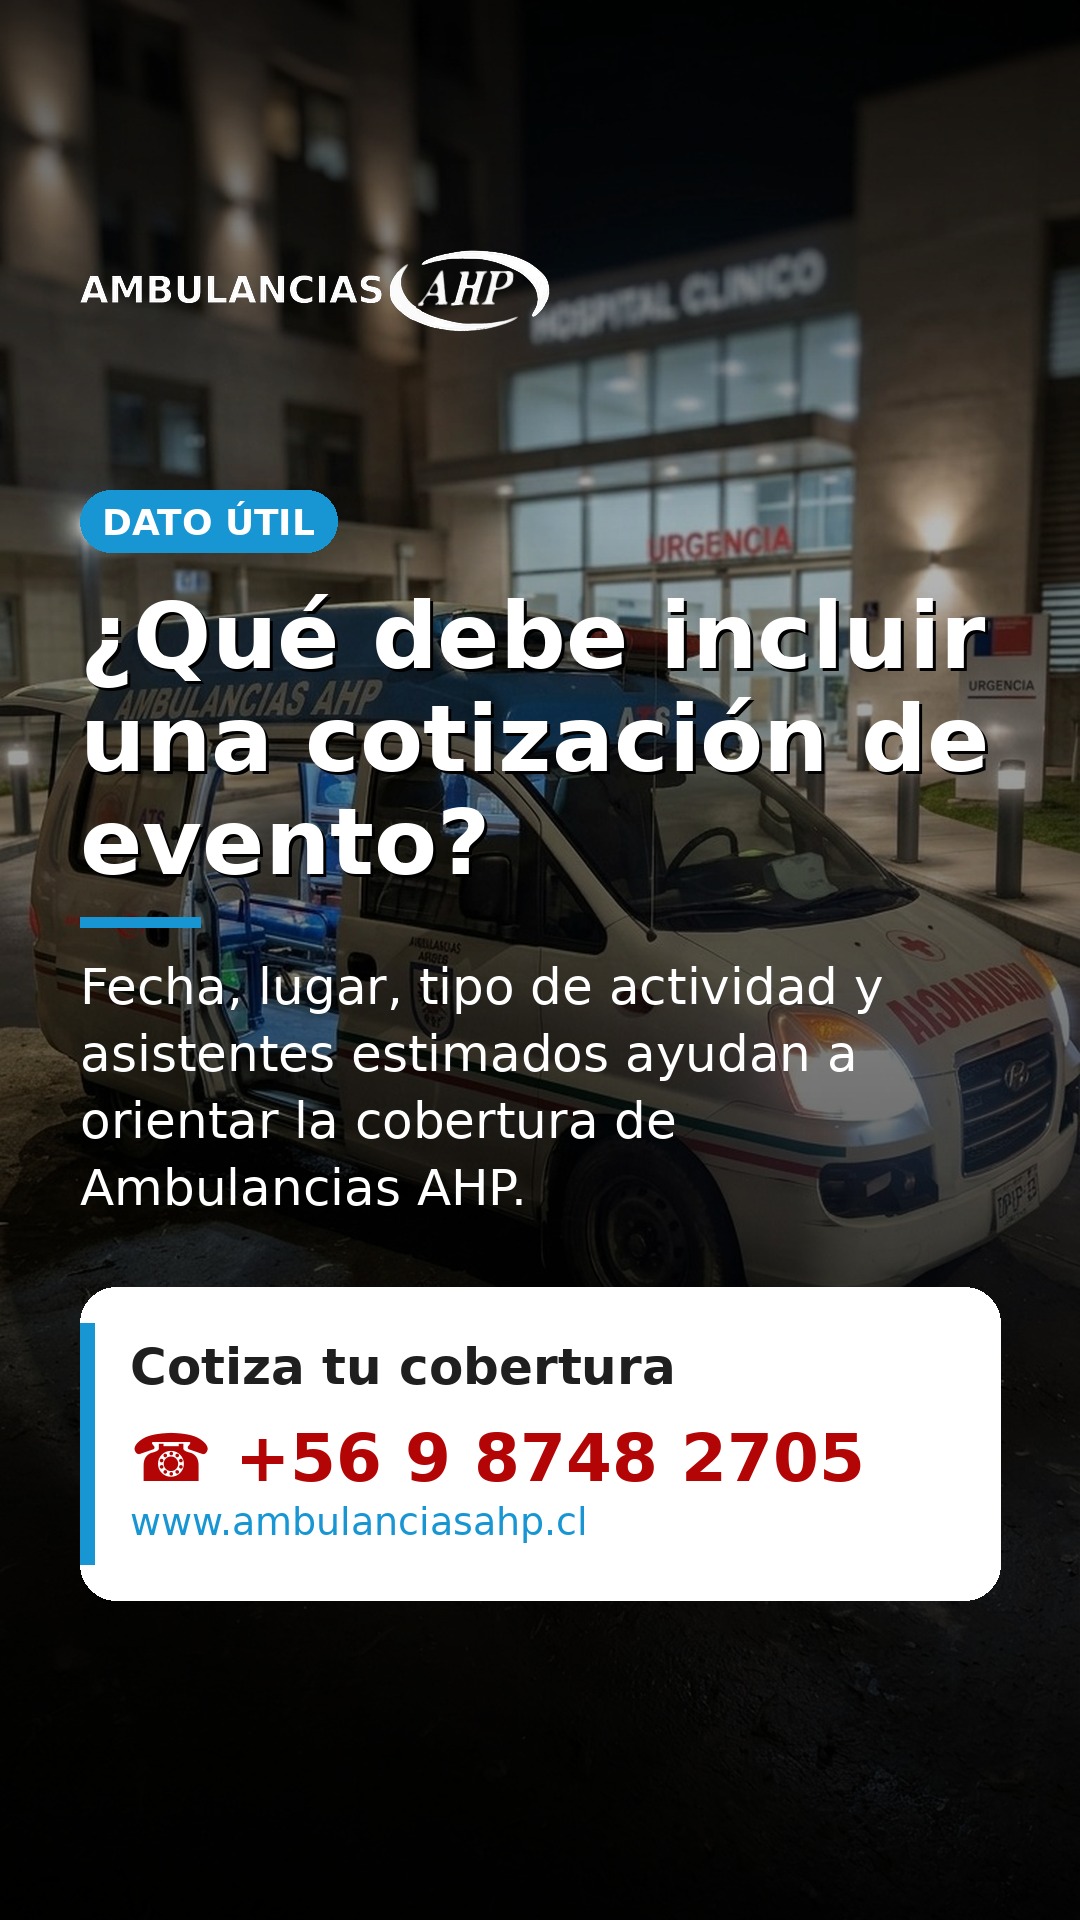 AMBULANCIAS AHP
HOSPITAL CLINICO
DATO ÚTIL
URGENCIA
¿Qué debe incluir
una cotización de
evento?
URGENCIA
AMBULANCIAS AHP
ATS
ATS
Fecha, lugar, tipo de actividad y
asistentes estimados ayudan a
orientar la cobertura de
Ambulancias AHP.
Cotiza tu cobertura
☎ +56 9 8748 2705
www.ambulanciasahp.cl